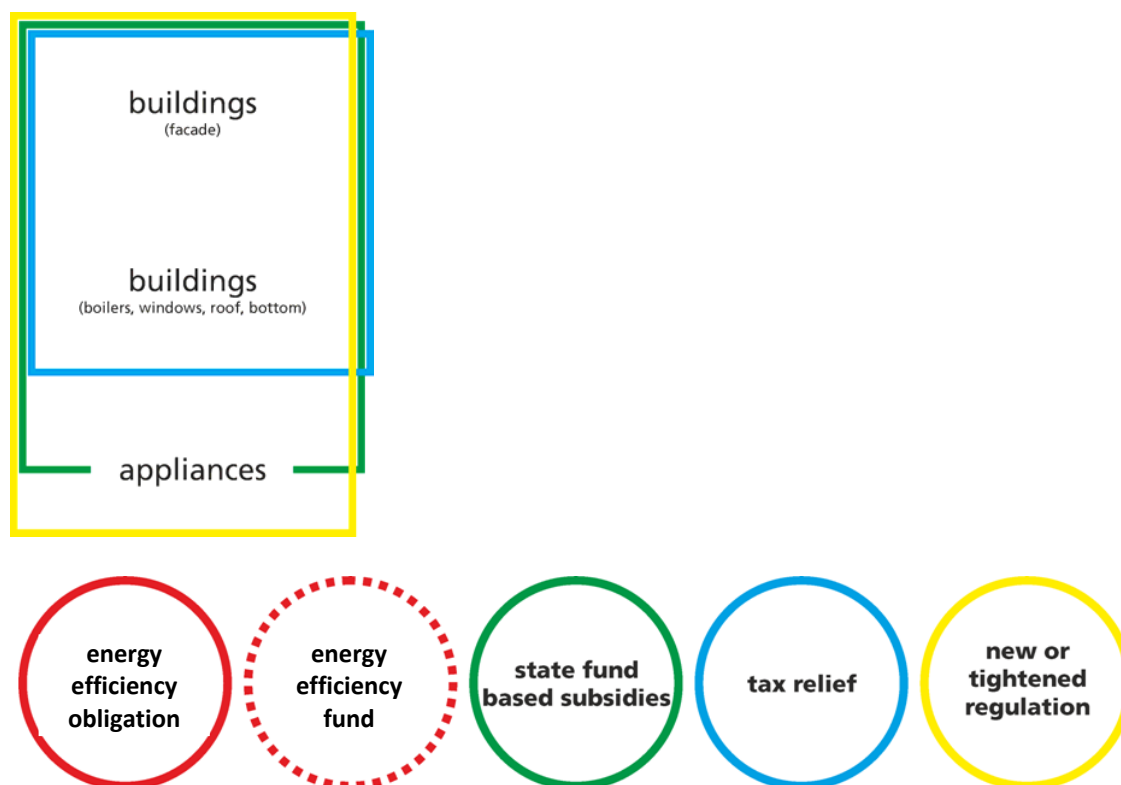 buildings
(facade)
buildings
(boilers, windows, roof, bottom)
appliances
energy
efficiency
obligation
energy
efficiency
fund
state fund
based subsidies
tax relief
new or
tightened
regulation